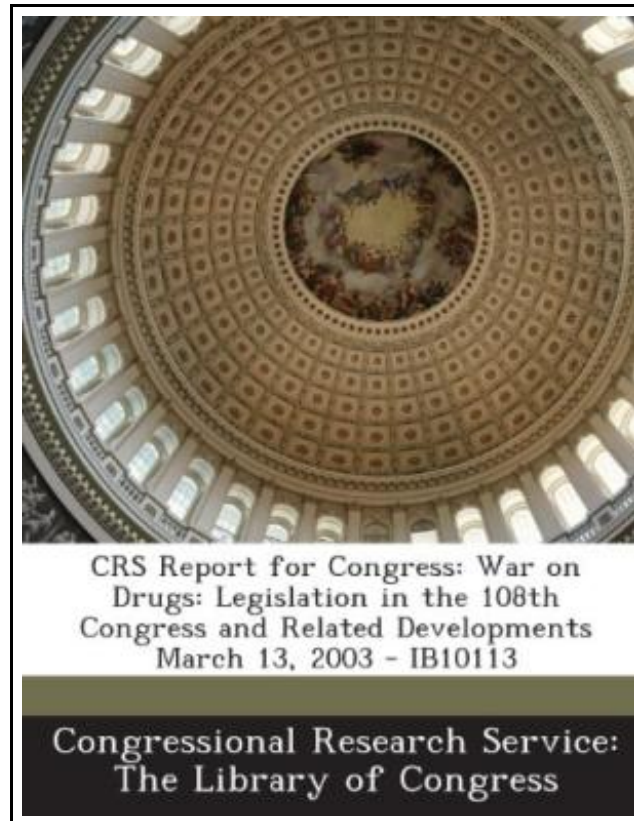 CRS Report for Congress: War on
Drugs: Legislation in the 108th
Congress and Related Developments
March 13, 2003 - IB10113
Congressional Research Service:
The Library of Congress